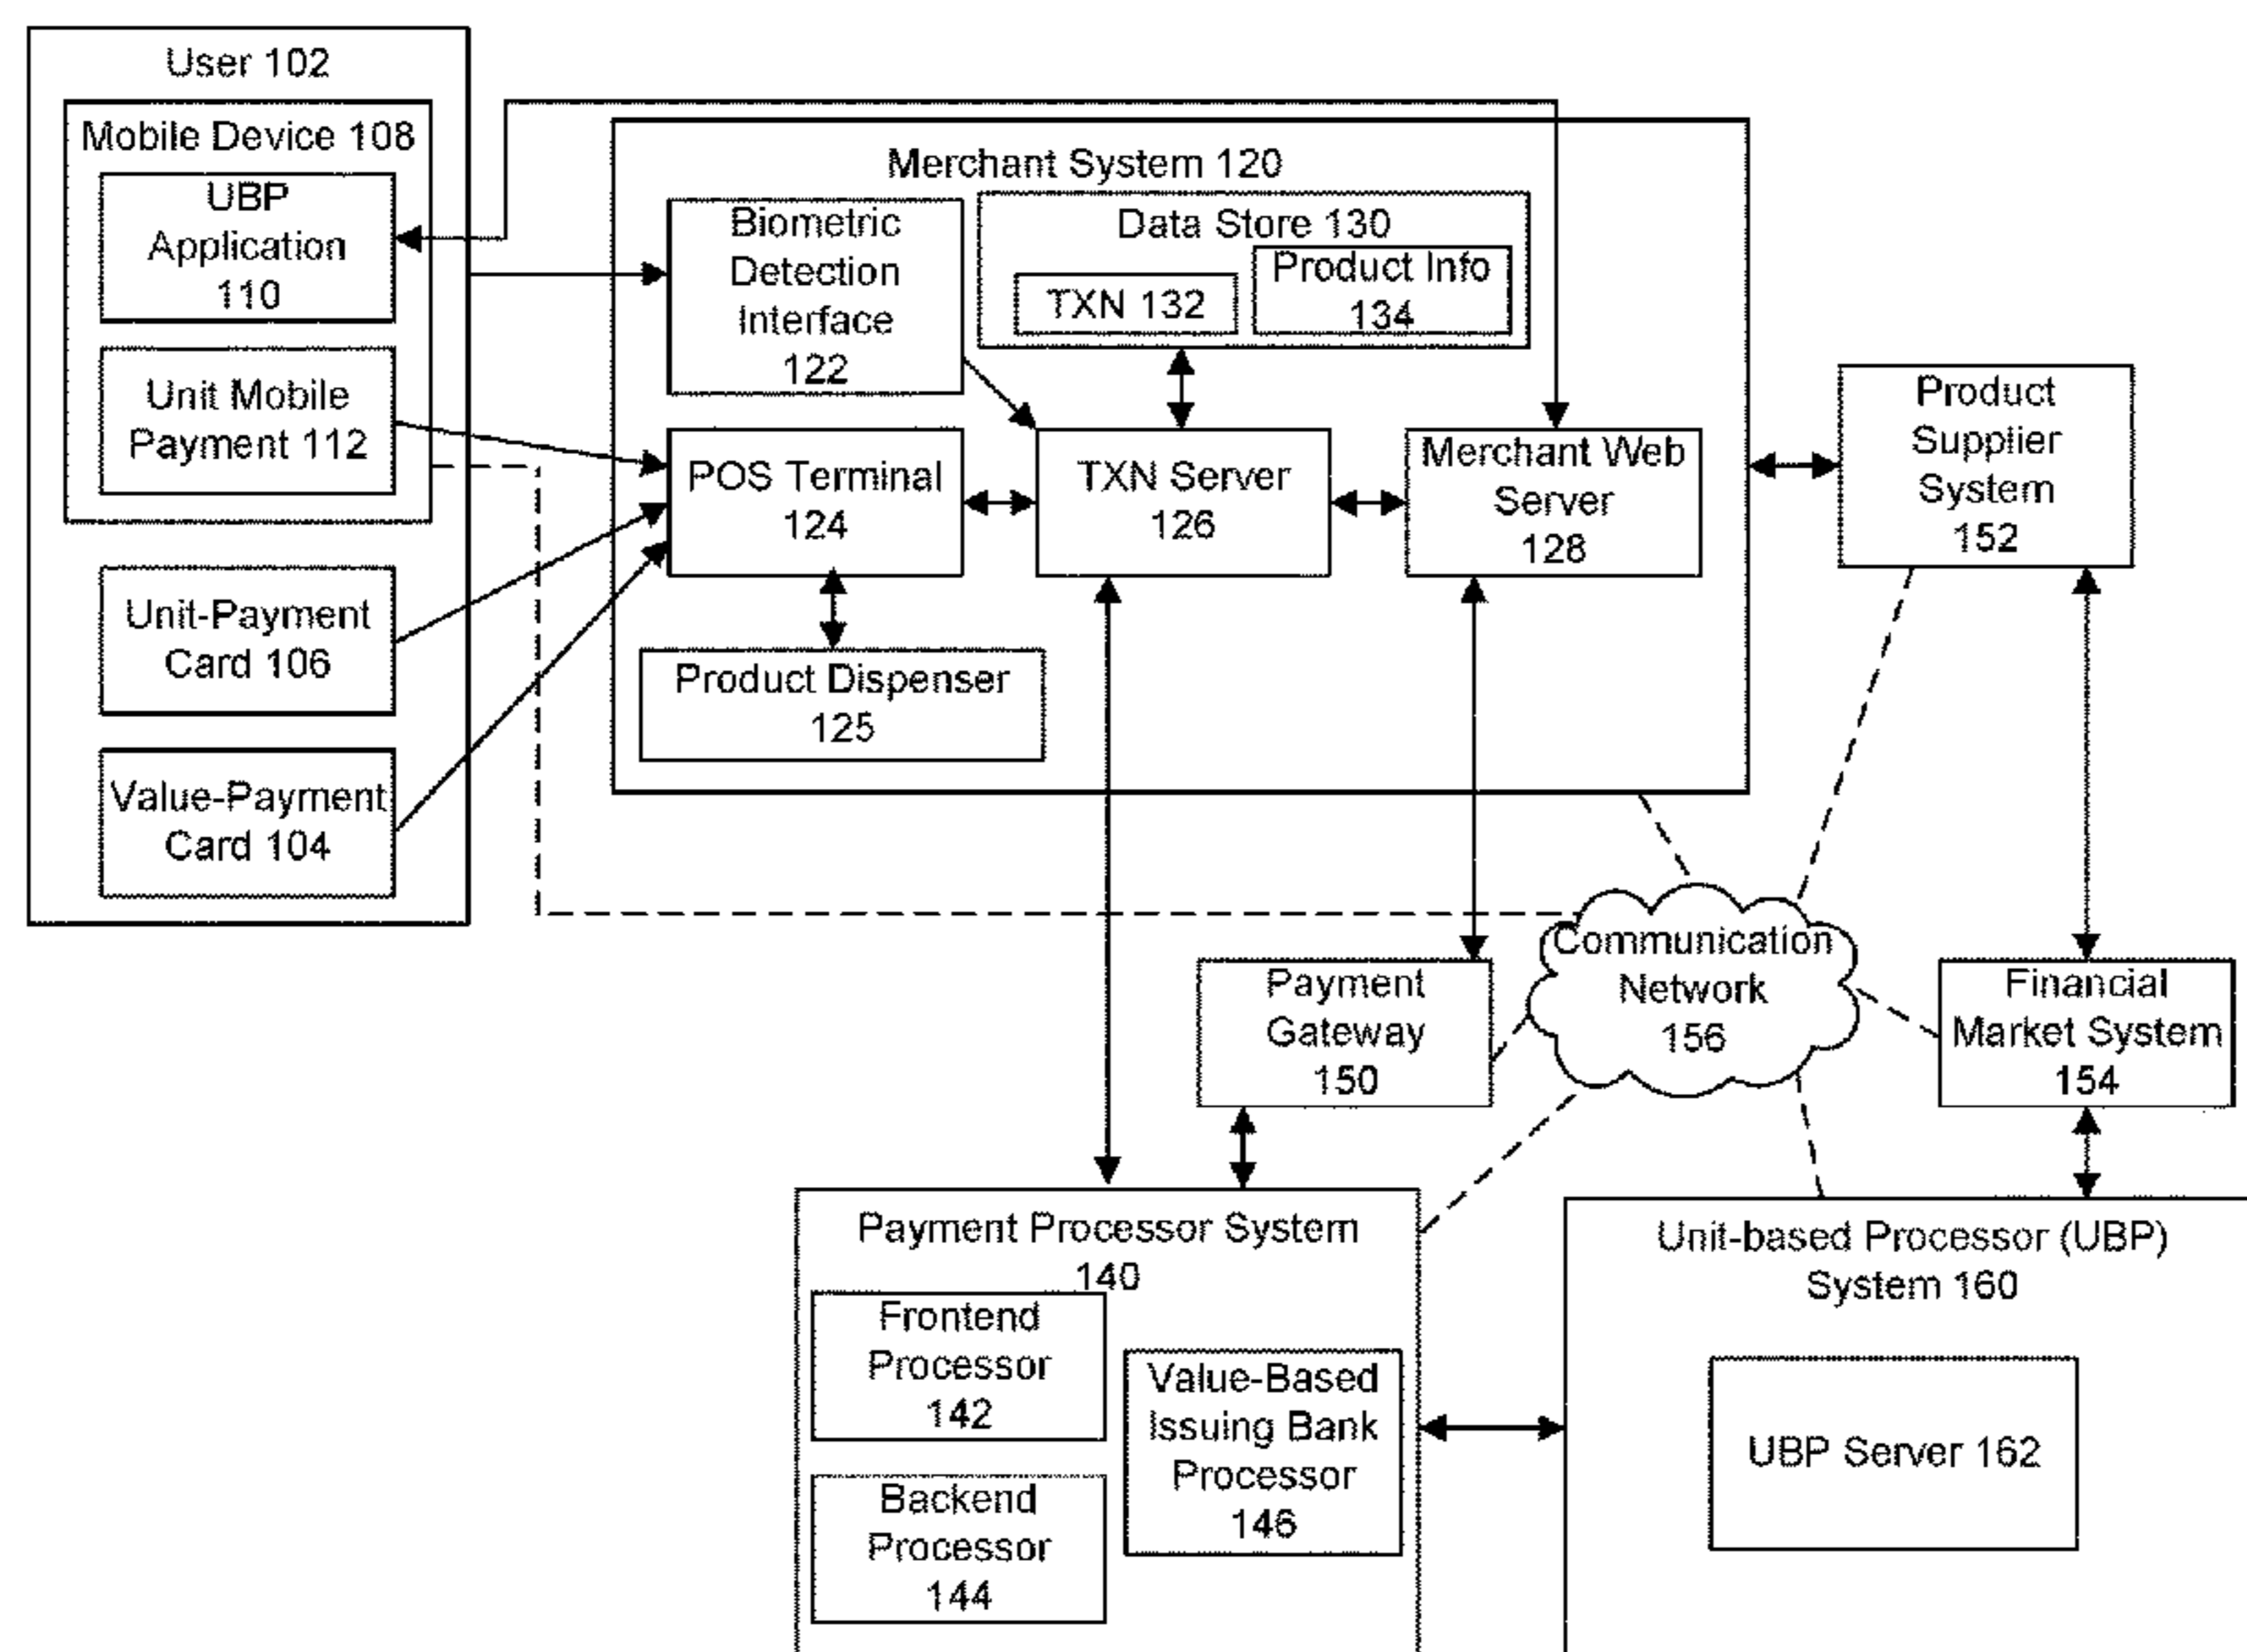 User 102
Mobile Device 108
UBP
Application
110
Unit Mobile
Payment 112
Unit-Payment
Card 106
Value-Payment
Card 104
Merchant System 120
Biometric
Detection
Interface
122
Data Store 130
TXN 132
Product Info
134
POS Terminal
124
TXN Server
126
Merchant Web
Server
128
Product Dispenser
125
Product
Supplier
System
152
Payment
Gateway
150
Communication
Network
156
Financial
Market System
154
Payment Processor System
140
Frontend
Processor
142
Backend
Processor
144
Value-Based
Issuing Bank
Processor
146
Unit-based Processor (UBP)
System 160
UBP Server 162